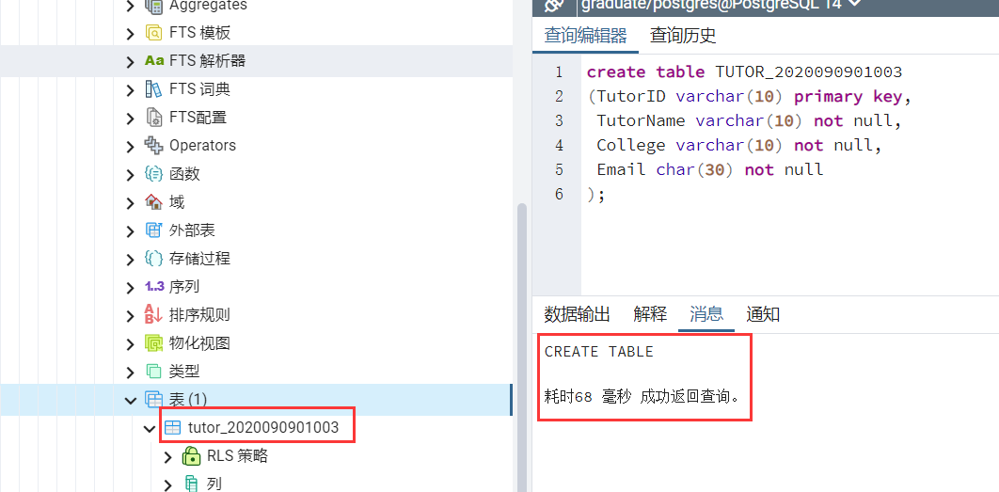 Aggregates
FTS 模板
Aa FTS 解析器
FTS 词典
FTS配置
Operators
函数
域
外部表
存储过程
1..3 序列
排序规则
物化视图
类型
表 (1)
tutor_2020090901003
RLS 策略
列
graduate/postgres@PostgreSQL 14
查询编辑器 查询历史
1 create table TUTOR_2020090901003
2 (TutorID varchar(10) primary key,
3 TutorName varchar(10) not null,
4 College varchar(10) not null,
5 Email char(30) not null
6 );
数据输出 解释 消息 通知
CREATE TABLE
耗时68 毫秒 成功返回查询。